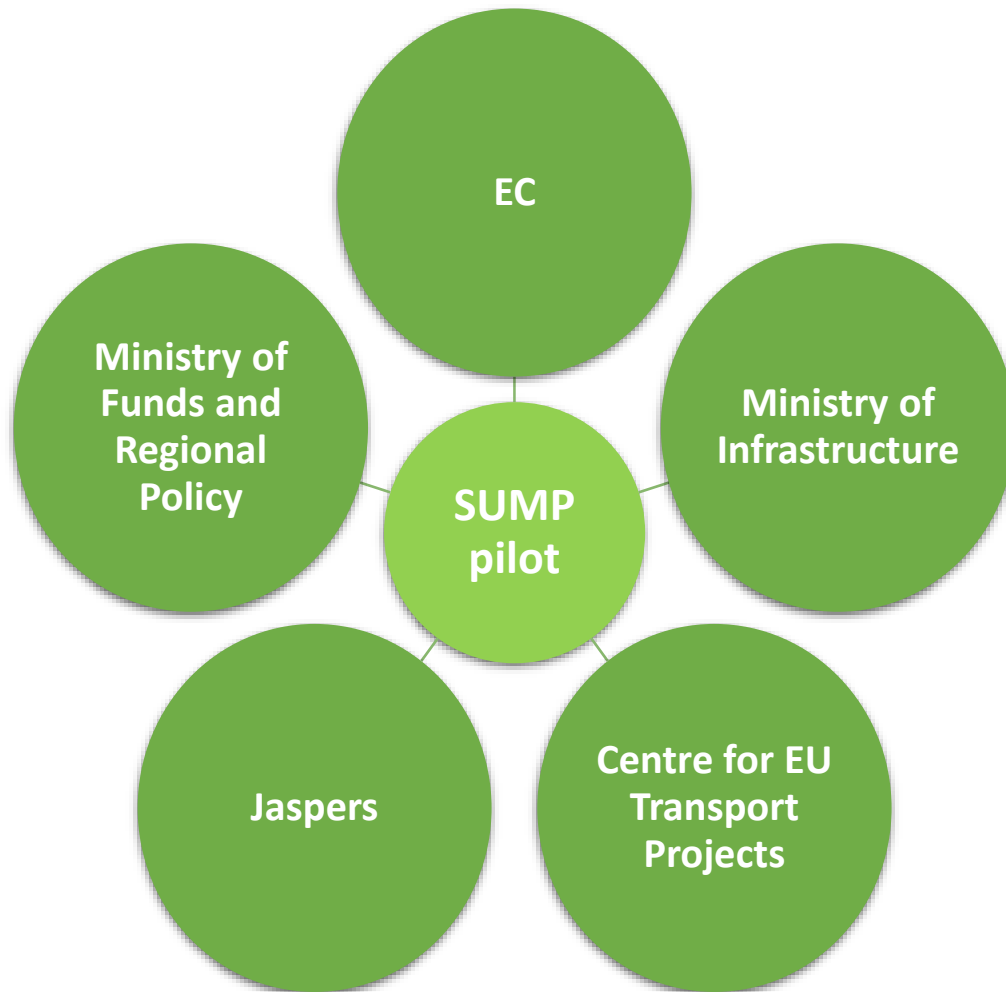 EC
Ministry of
Funds and
Regional
Policy
Ministry of
Infrastructure
SUMP
pilot
Jaspers
Centre for EU
Transport
Projects